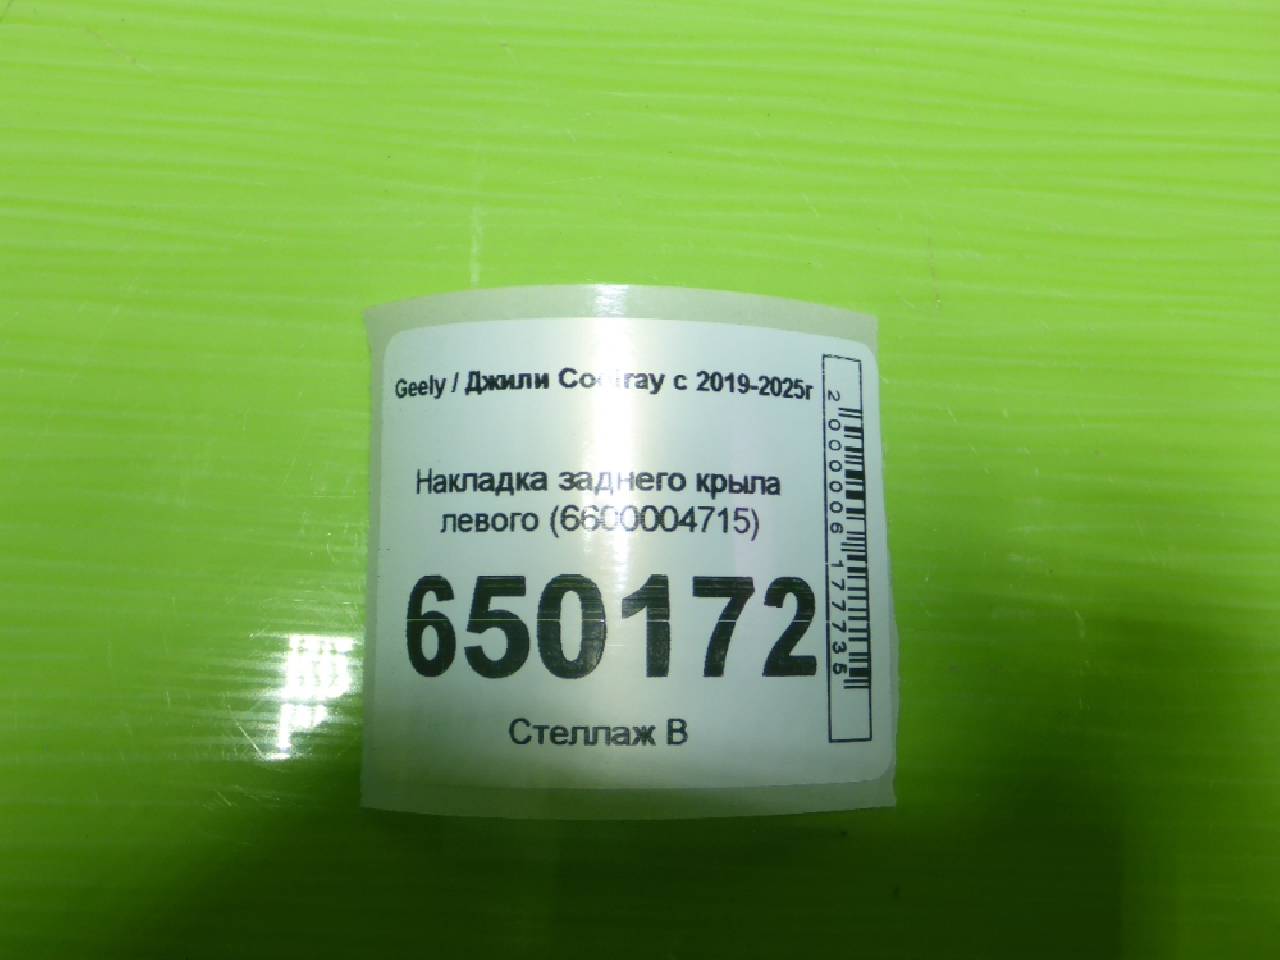 Geely / Джили Coolray с 2019-2025г
Накладка заднего крыла
левого (6600004715)
650172
Стеллаж В
2000006177735